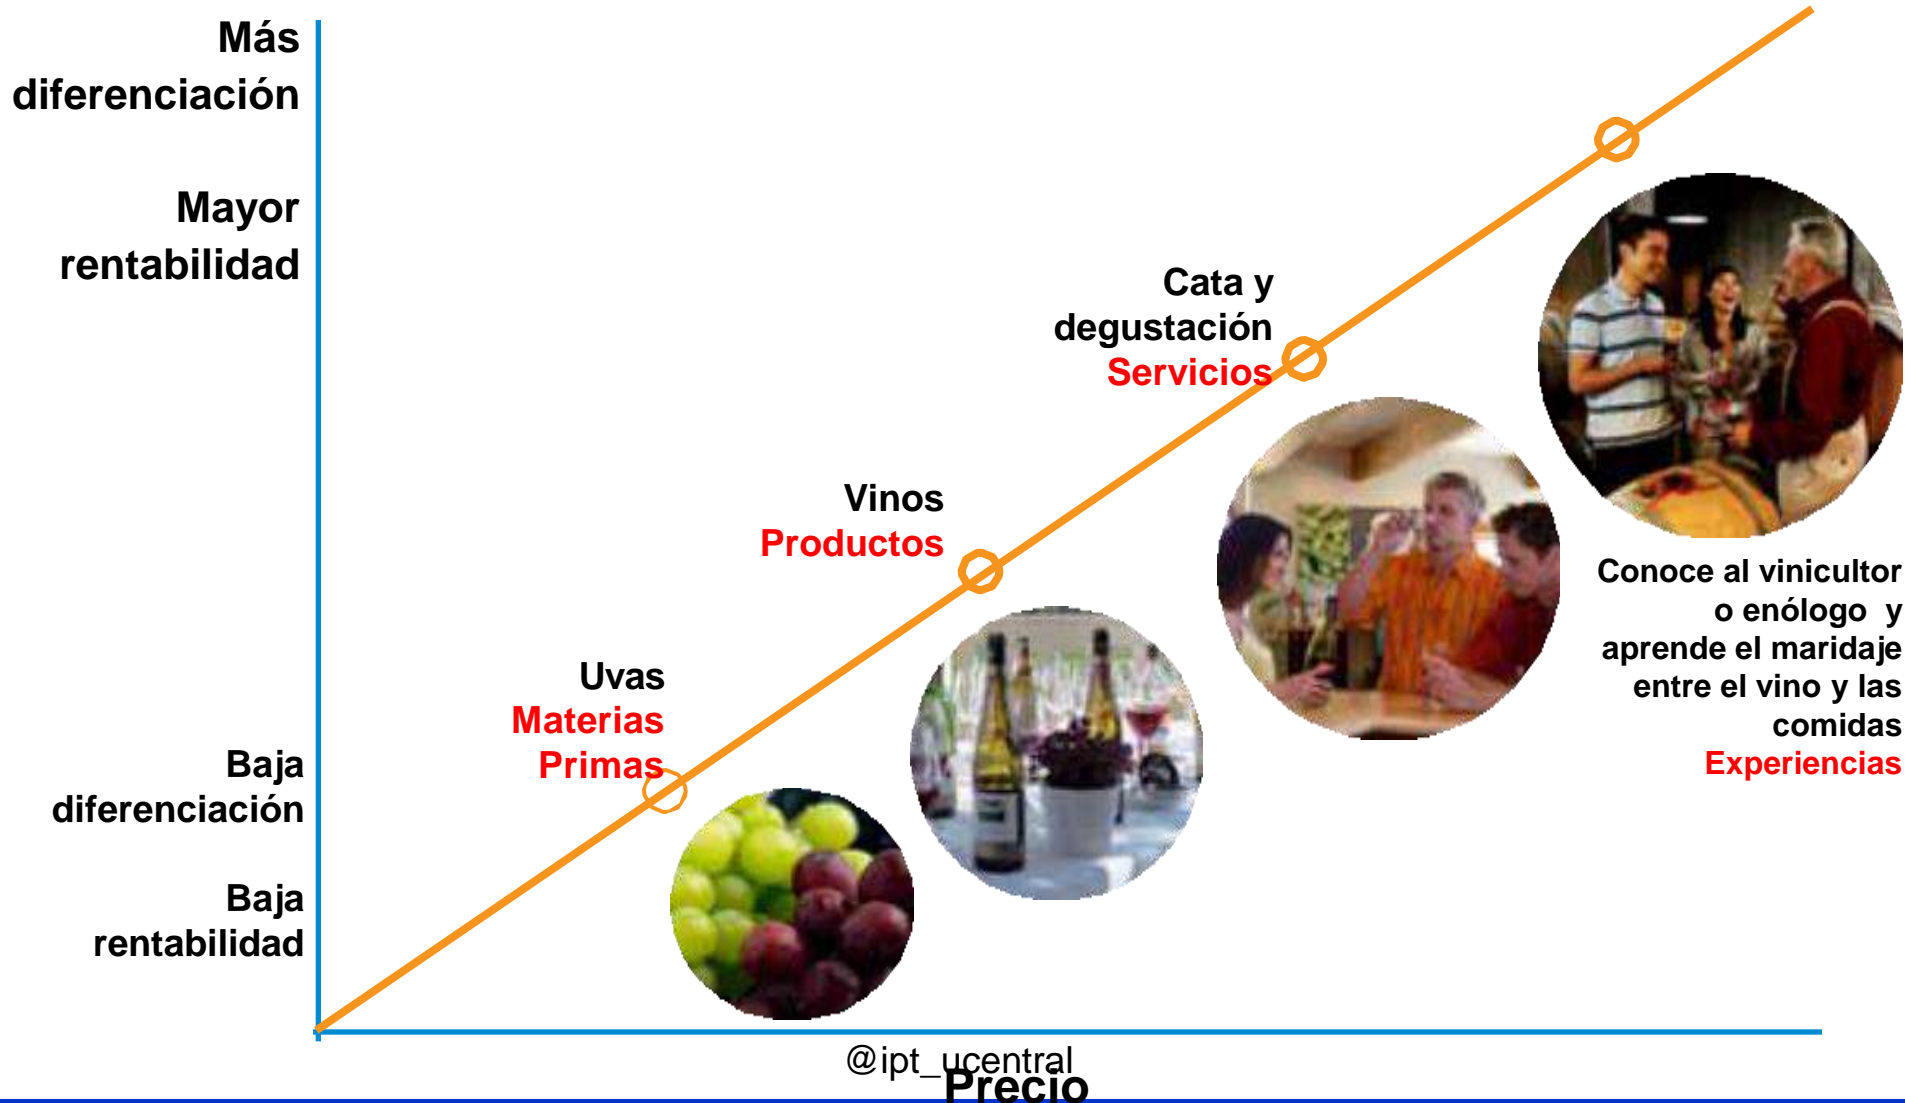 Más
diferenciación
Mayor
rentabilidad
Cata y
degustación
Servicios
Vinos
Productos
Conoce al vinicultor
o enólogo y
aprende el maridaje
entre el vino y las
comidas
Experiencias
Uvas
Materias
Primas
Baja
diferenciación
Baja
rentabilidad
@ipt_ucentral
Precio